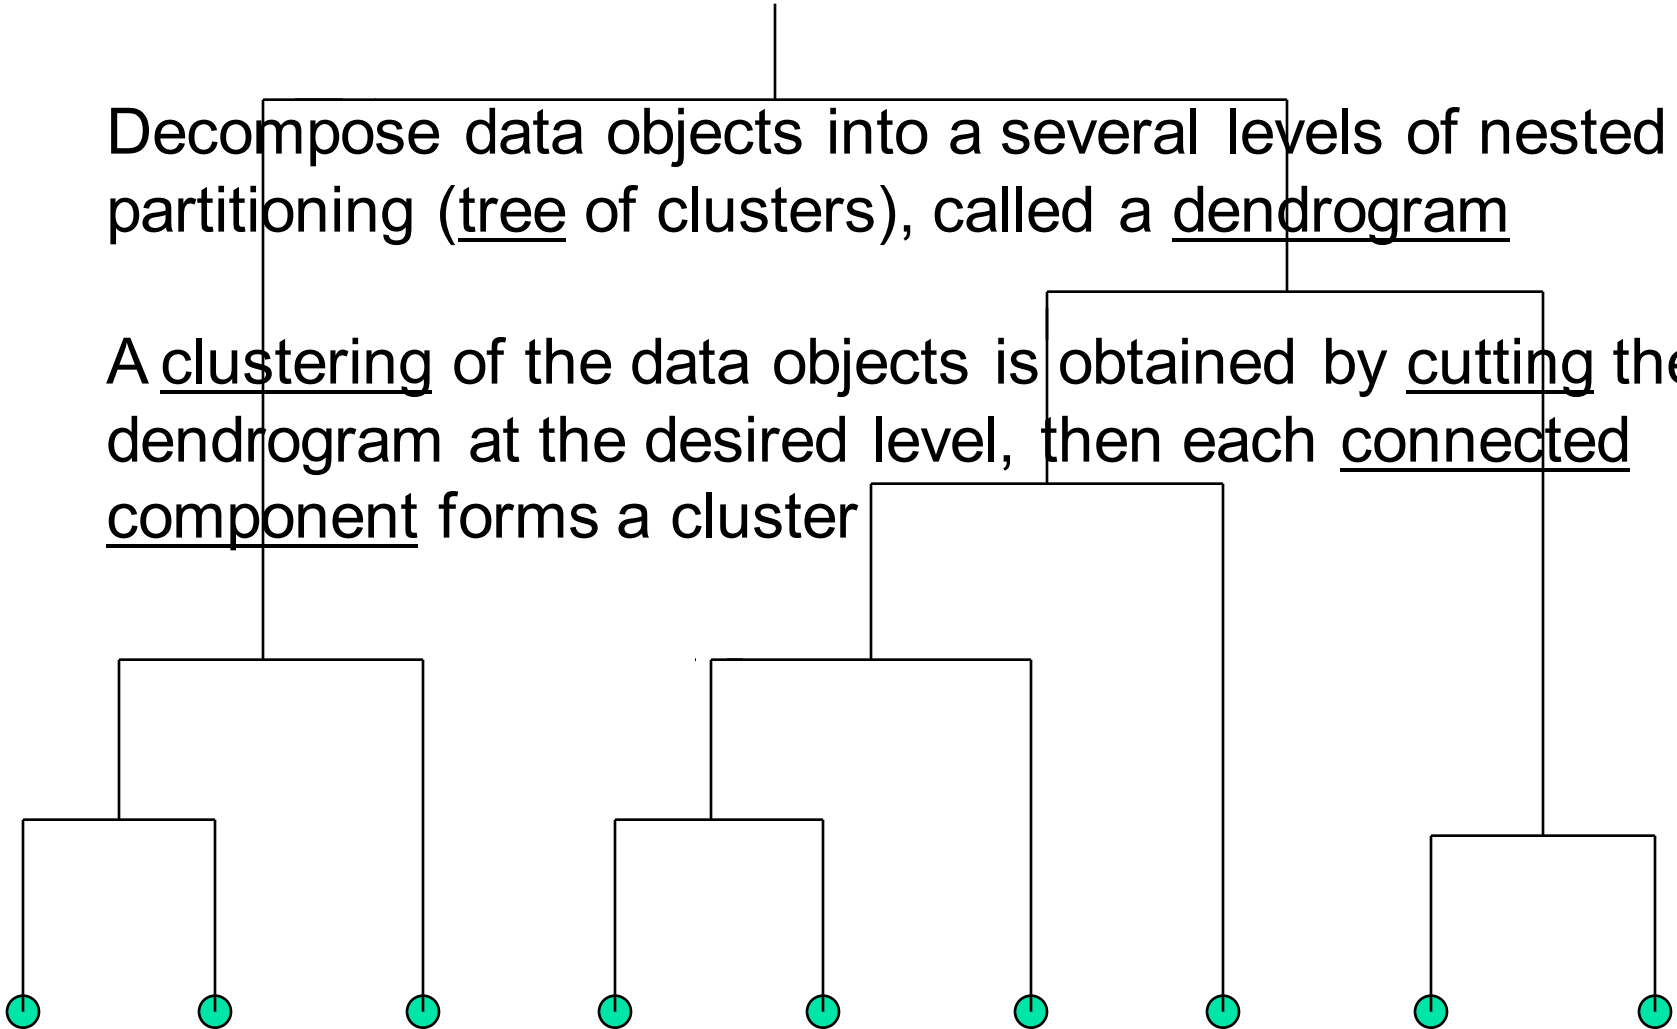 Decompose data objects into a several levels of nested
partitioning (tree of clusters), called a dendrogram
A clustering of the data objects is obtained by cutting the
dendrogram at the desired level, then each connected
component forms a cluster